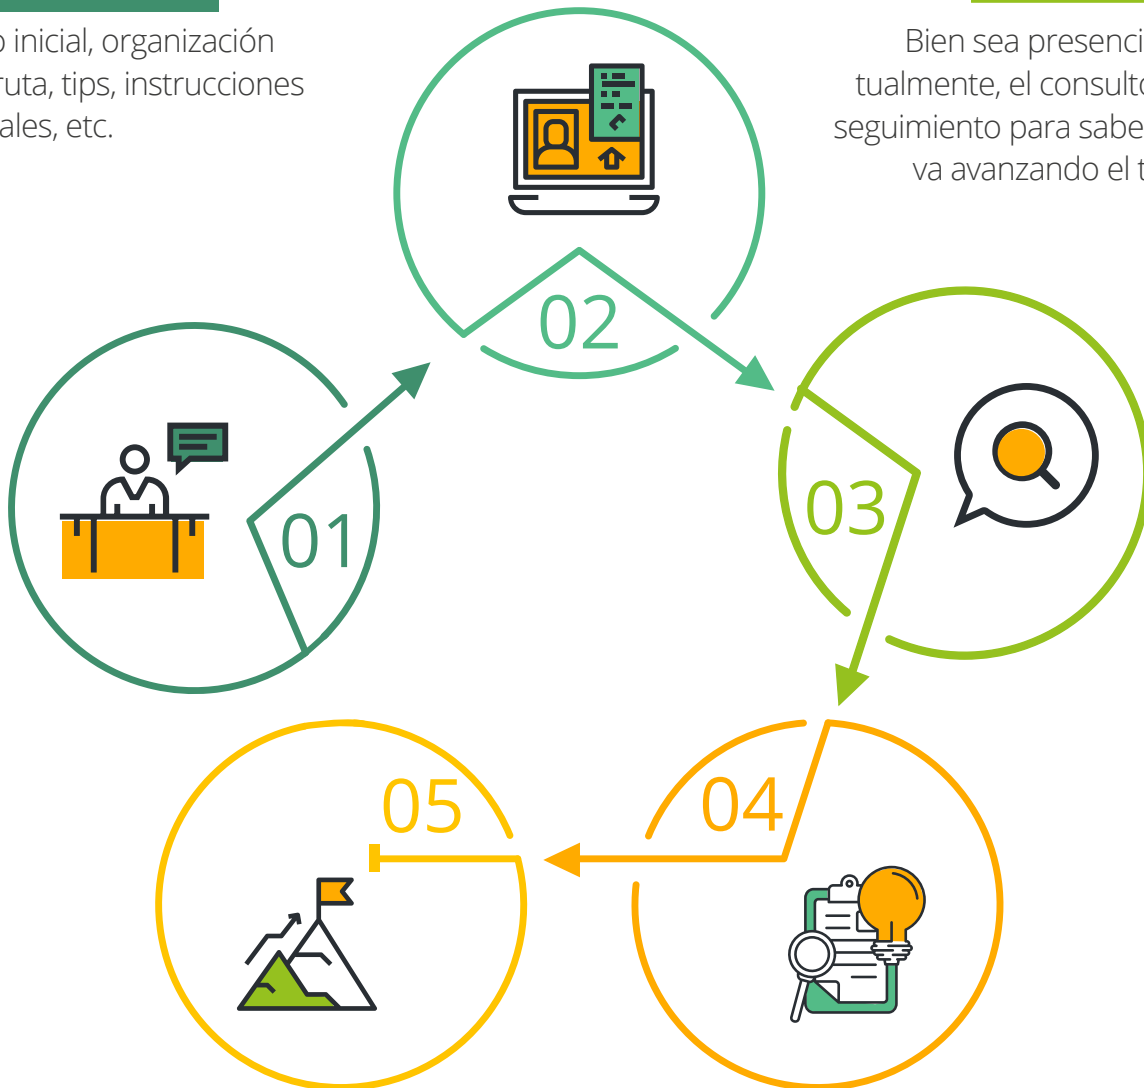 o inicial, organización
ruta, tips, instrucciones
ales, etc.
Bien sea presenci
tualmente, el consulto
seguimiento para sabe
va avanzando el t
02
01
03
05
04